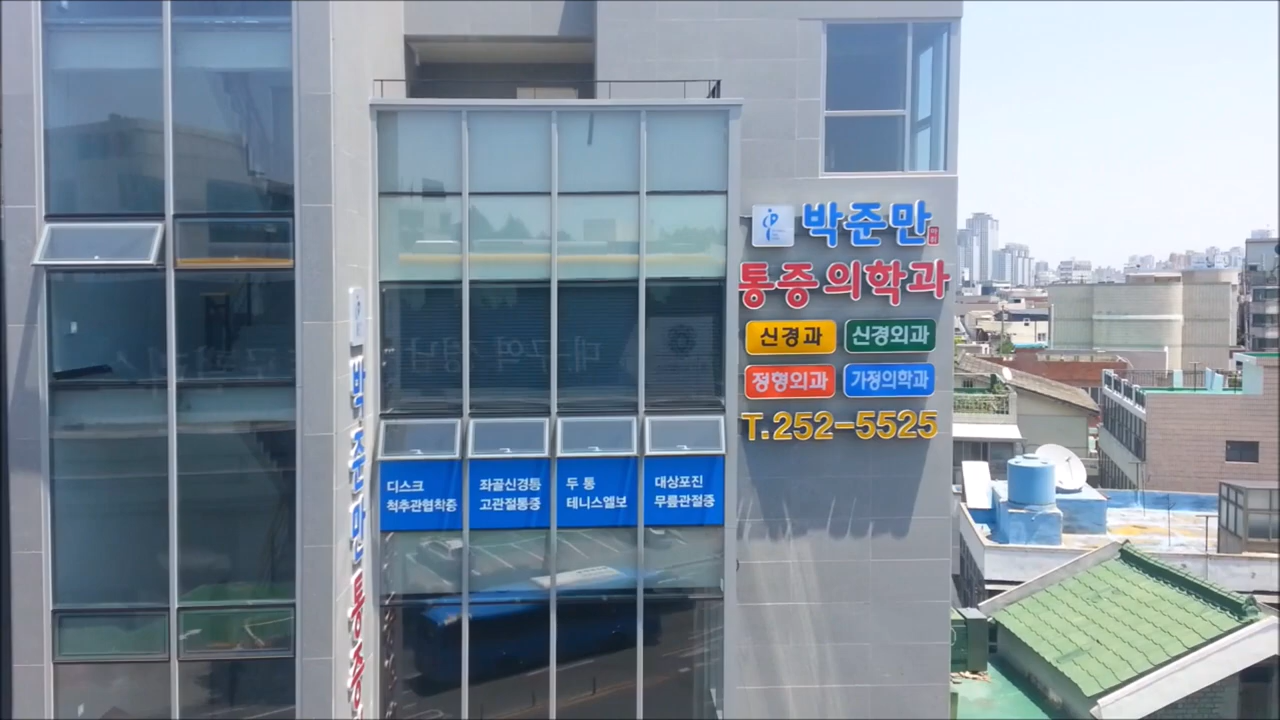 박준만
통증의학과
신경과 신경외과
정형외과 가정의학과
T.252-5525
디스크
척추관협착증
좌골신경통
고관절통증
두 통
테니스엘보
대상포진
무릎관절증
박준만통증